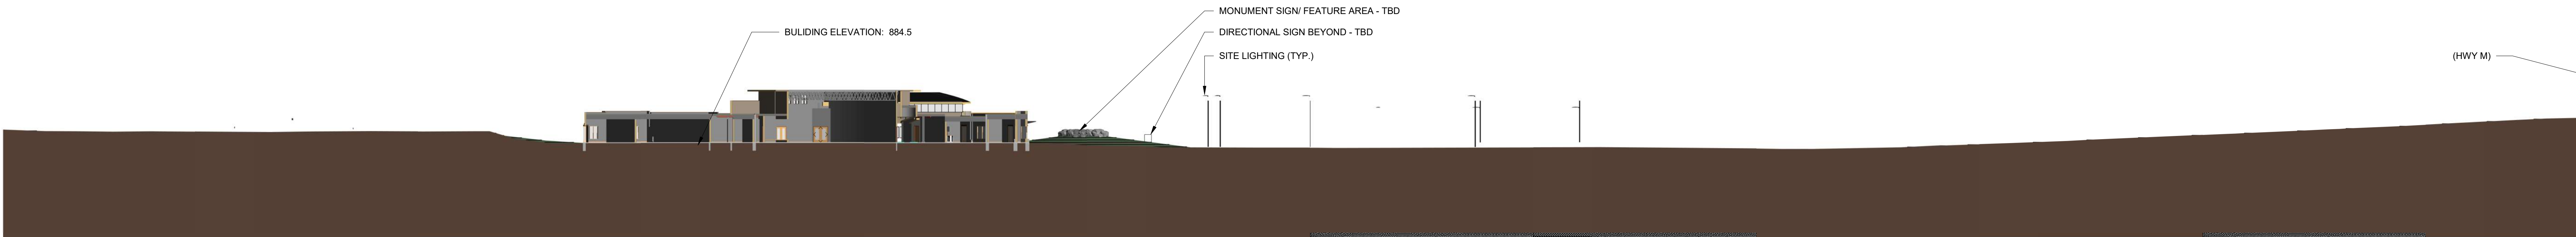 MONUMENT SIGN/ FEATURE AREA - TBD
BULIDING ELEVATION:  884.5
DIRECTIONAL SIGN BEYOND - TBD
SITE LIGHTING (TYP.)
(HWY M)